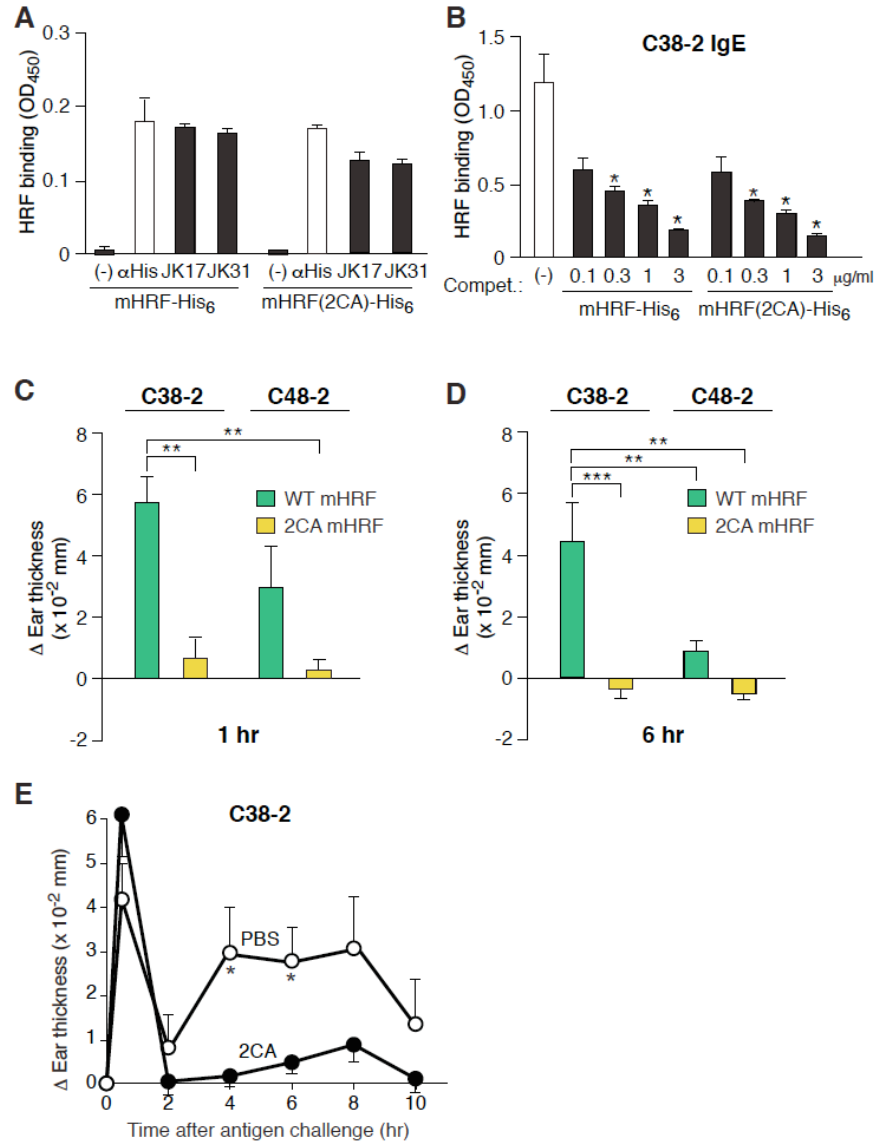 A
HRF binding (OD450)
0.2
0.1
0
(-) αHis JK17 JK31 (-) αHis JK17 JK31
mHRF-His6 mHRF(2CA)-His6
B
C38-2 IgE
HRF binding (OD450)
1.5
1.0
0.5
0
* * * * * *
Compet.: (-) 0.1 0.3 1 3 0.1 0.3 1 3 μg/ml
mHRF-His6 mHRF(2CA)-His6
C
C38-2 C48-2
**
**
WT mHRF
2CA mHRF
Δ Ear thickness
(x 10-2 mm)
8
6
4
2
0
-2
1 hr
D
C38-2 C48-2
**
**
***
WT mHRF
2CA mHRF
Δ Ear thickness
(x 10-2 mm)
8
6
4
2
0
-2
6 hr
E
C38-2
Δ Ear thickness (x 10-2 mm)
6
5
4
3
2
1
0
PBS
* *
2CA
0 2 4 6 8 10
Time after antigen challenge (hr)